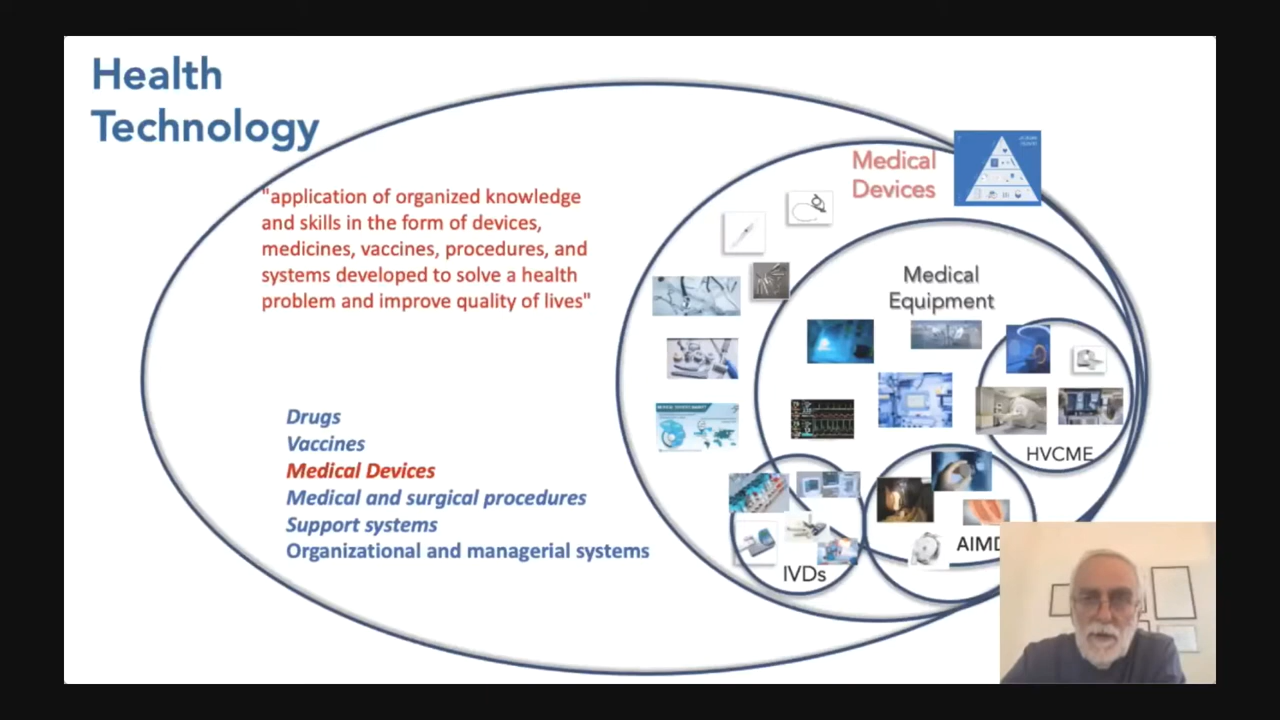 Health
Technology
"application of organized knowledge
and skills in the form of devices,
medicines, vaccines, procedures, and
systems developed to solve a health
problem and improve quality of lives"
Drugs
Vaccines
Medical Devices
Medical and surgical procedures
Support systems
Organizational and managerial systems
Medical
Devices
Medical
Equipment
HVCME
IVDs